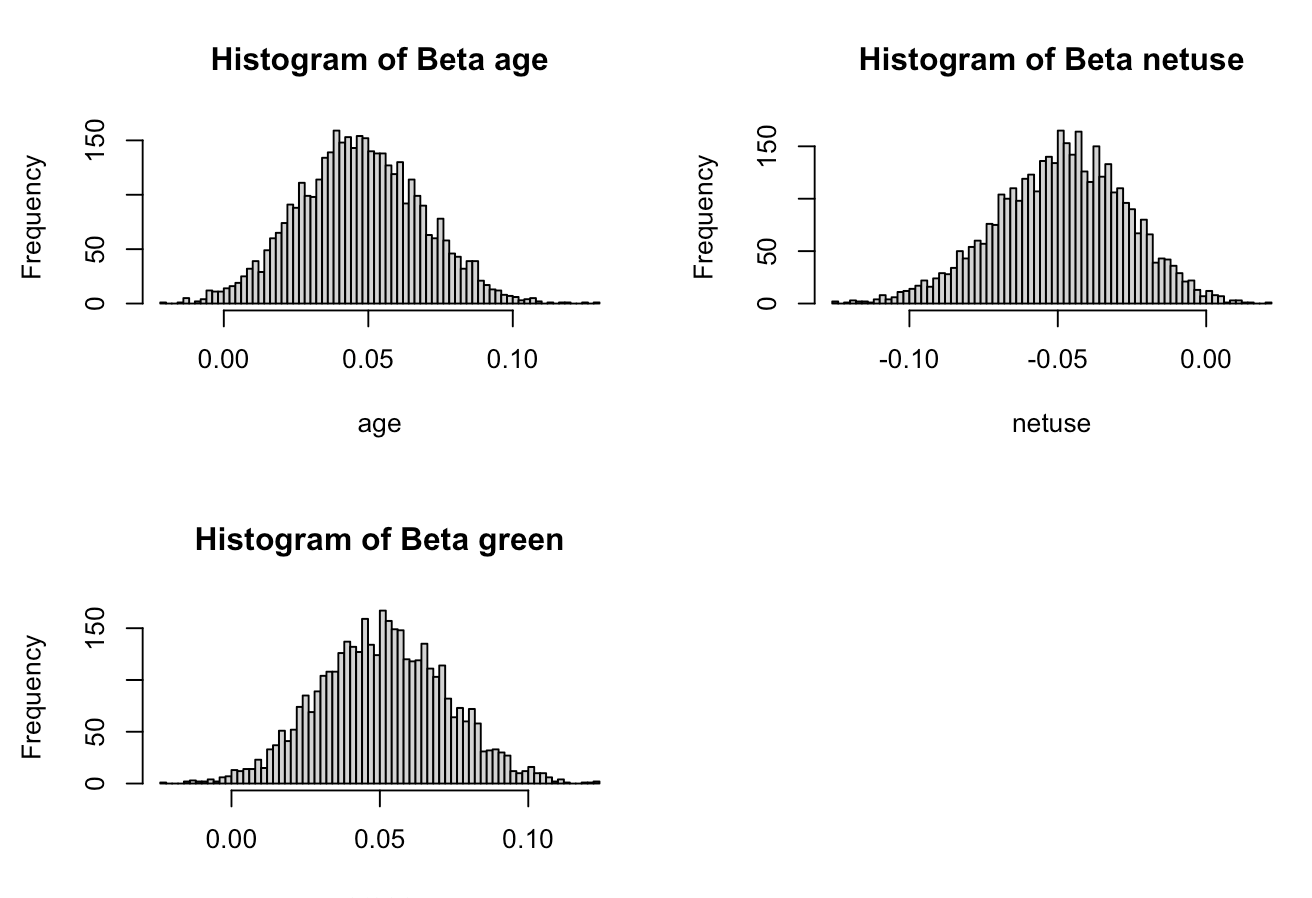 Histogram of Beta age
Frequency
150
50
0
0.00 0.05 0.10
age
Histogram of Beta netuse
Frequency
150
50
0
-0.10 -0.05 0.00
netuse
Histogram of Beta green
Frequency
150
50
0
0.00 0.05 0.10